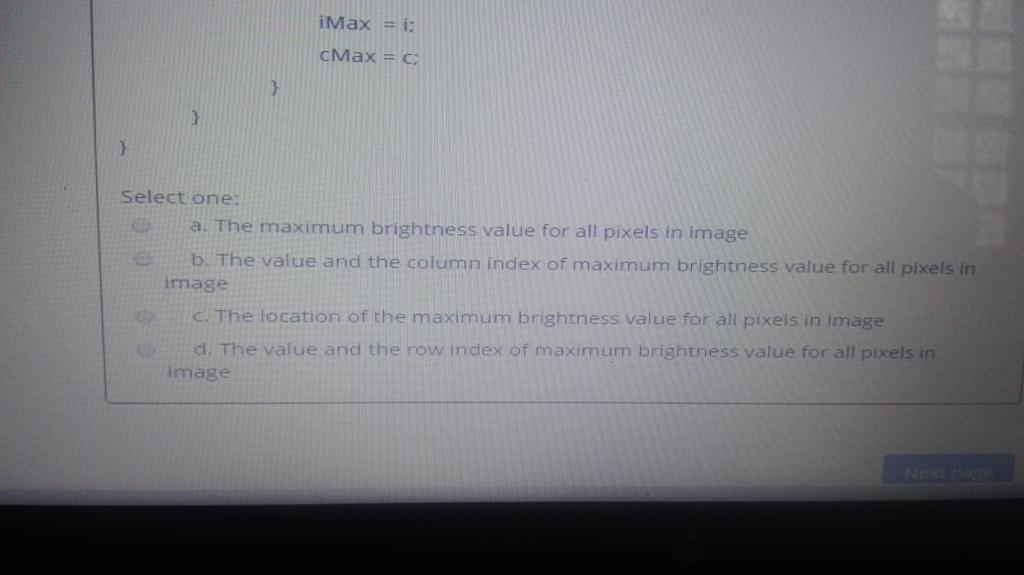 iMax = i;
cMax = c;
}
}
}
Select one:
a. The maximum brightness value for all pixels in image
b. The value and the column index of maximum brightness value for all pixels in
image
c. The location of the maximum brightness value for all pixels in image
d. The value and the row index of maximum brightness value for all pixels in
image
Next page